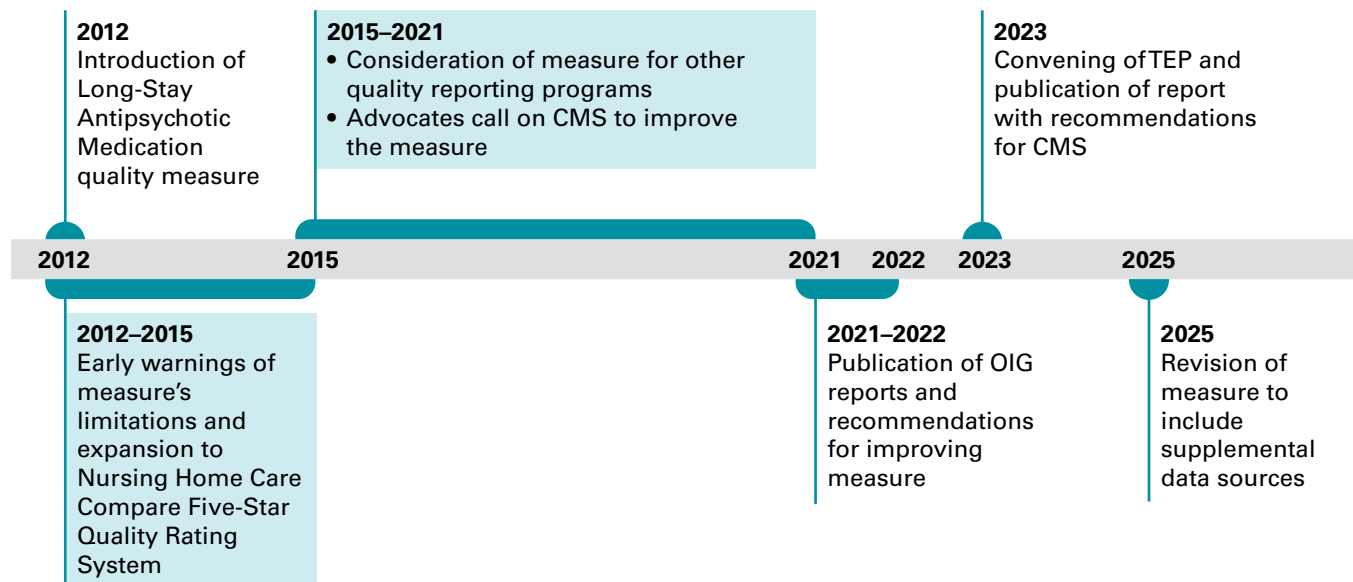 2012
Introduction of
Long-Stay
Antipsychotic
Medication
quality measure
2015–2021
• Consideration of measure for other
quality reporting programs
• Advocates call on CMS to improve
the measure
2023
Convening of TEP and
publication of report
with recommendations
for CMS
2012 2015 2021 2022 2023 2025
2012–2015
Early warnings of
measure’s
limitations and
expansion to
Nursing Home Care
Compare Five-Star
Quality Rating
System
2021–2022
Publication of OIG
reports and
recommendations
for improving
measure
2025
Revision of
measure to
include
supplemental
data sources